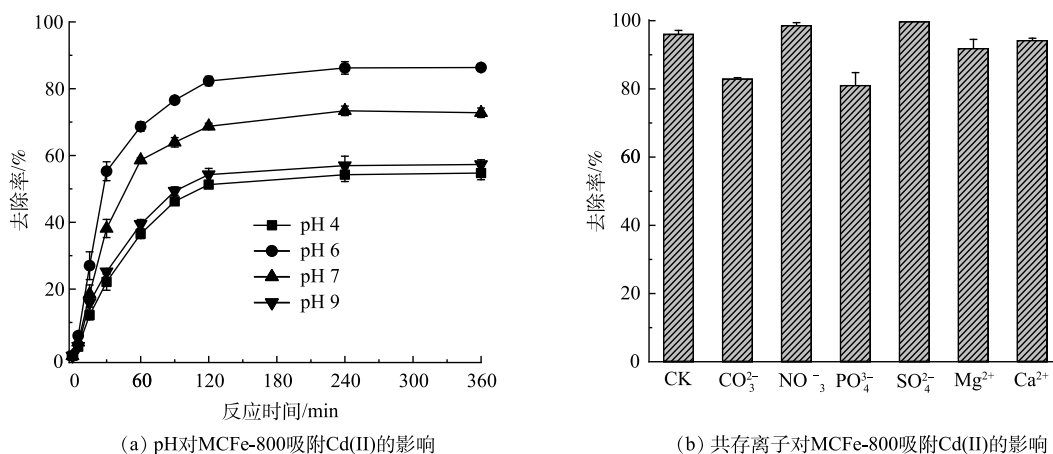 100
80
60
40
20
0
去除率/%
pH 4
pH 6
pH 7
pH 9
0 60 120 180 240 300 360
反应时间/min
(a) pH对MCFe-800吸附Cd(II)的影响
100
80
60
40
20
0
去除率/%
CK CO₃²⁻ NO⁻₃ PO₄³⁻ SO₄²⁻ Mg²⁺ Ca²⁺
(b) 共存离子对MCFe-800吸附Cd(II)的影响